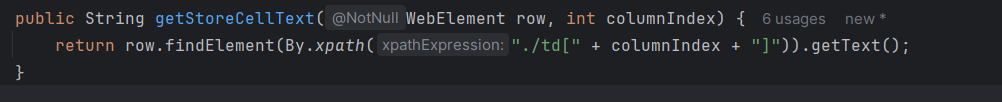 public String getStoreCellText( @NotNull WebElement row, int columnIndex) { 6 usages new *
return row.findElement(By.xpath( xpathExpression: "./td[" + columnIndex + "]")).getText();
}